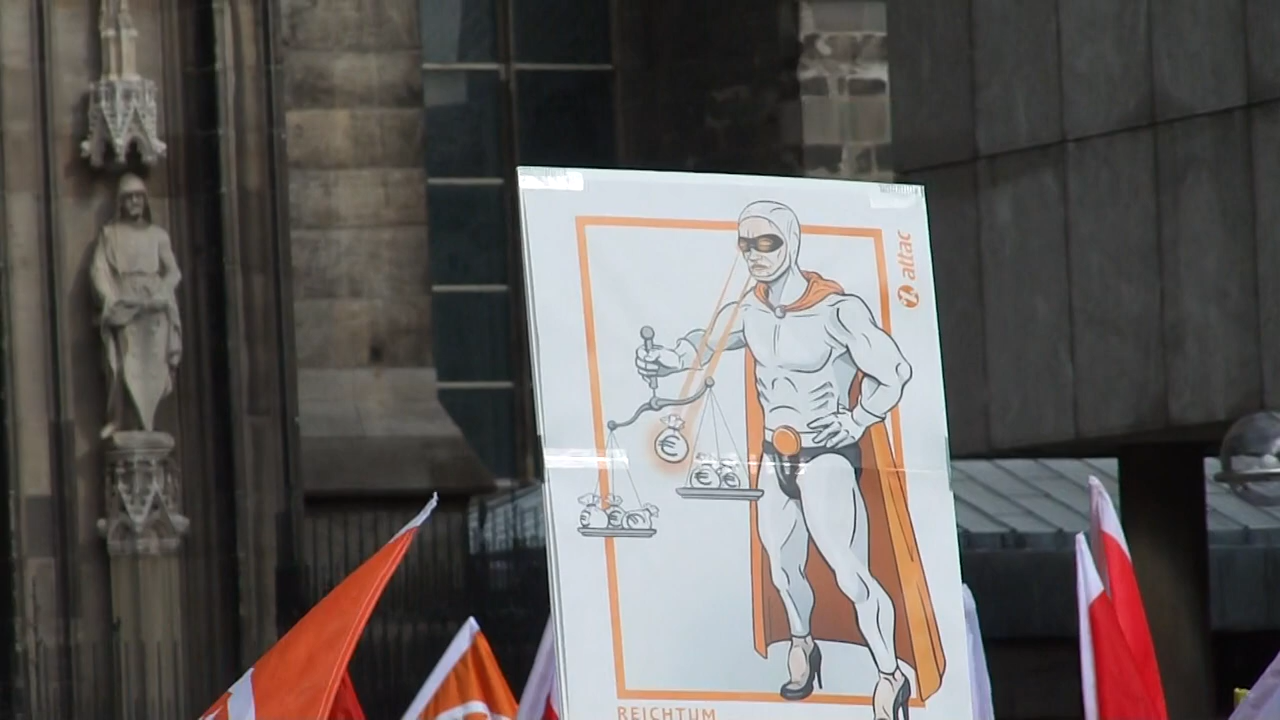 attac
€
€ €
€ € €
REICHTUM